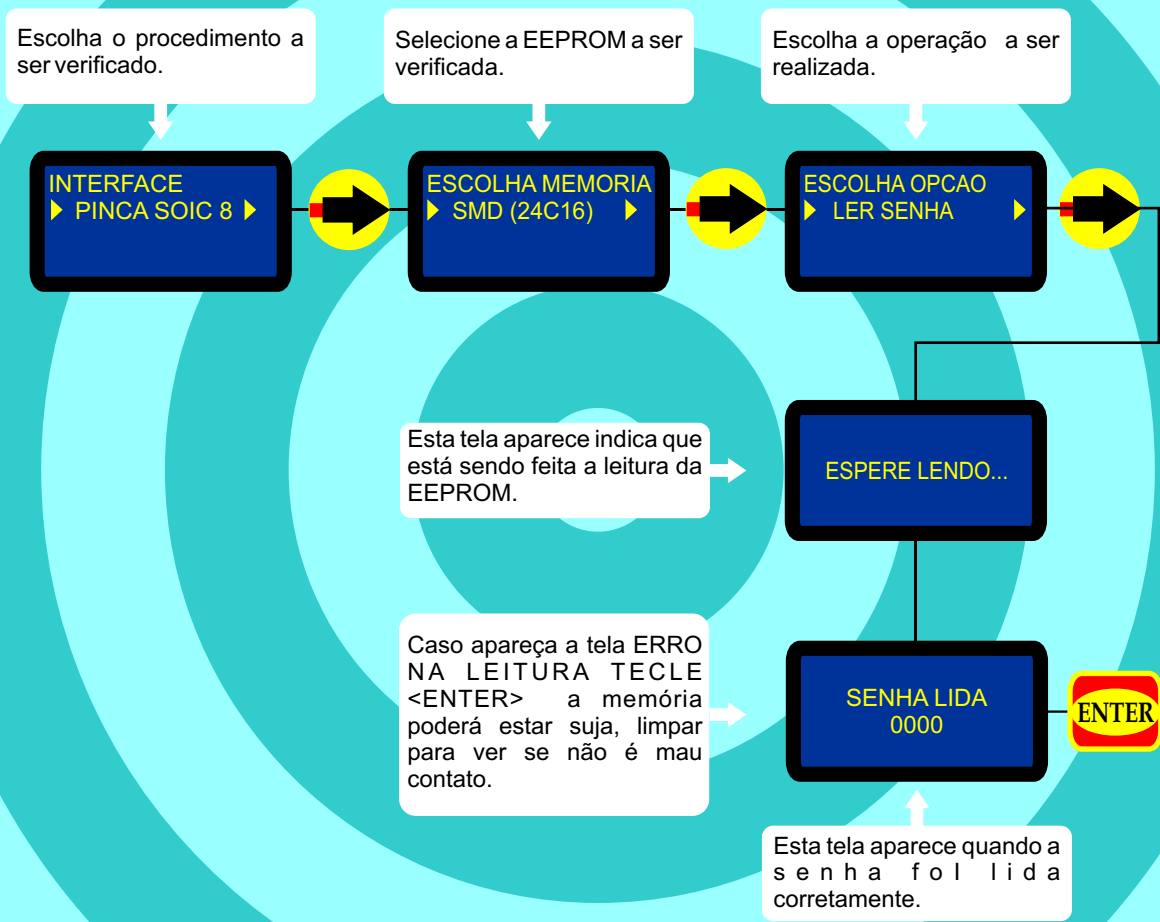 Escolha o procedimento a
ser verificado.
Selecione a EEPROM a ser
verificada.
Escolha a operação a ser
realizada.
INTERFACE
PINCA SOIC 8
ESCOLHA MEMORIA
SMD (24C16)
ESCOLHA OPCAO
LER SENHA
Esta tela aparece indica que
está sendo feita a leitura da
EEPROM.
ESPERE LENDO...
Caso apareça a tela ERRO
NA LEITURA TECLE
<ENTER> a memória
poderá estar suja, limpar
para ver se não é mau
contato.
SENHA LIDA
0000
ENTER
Esta tela aparece quando a
senha foI lida
corretamente.